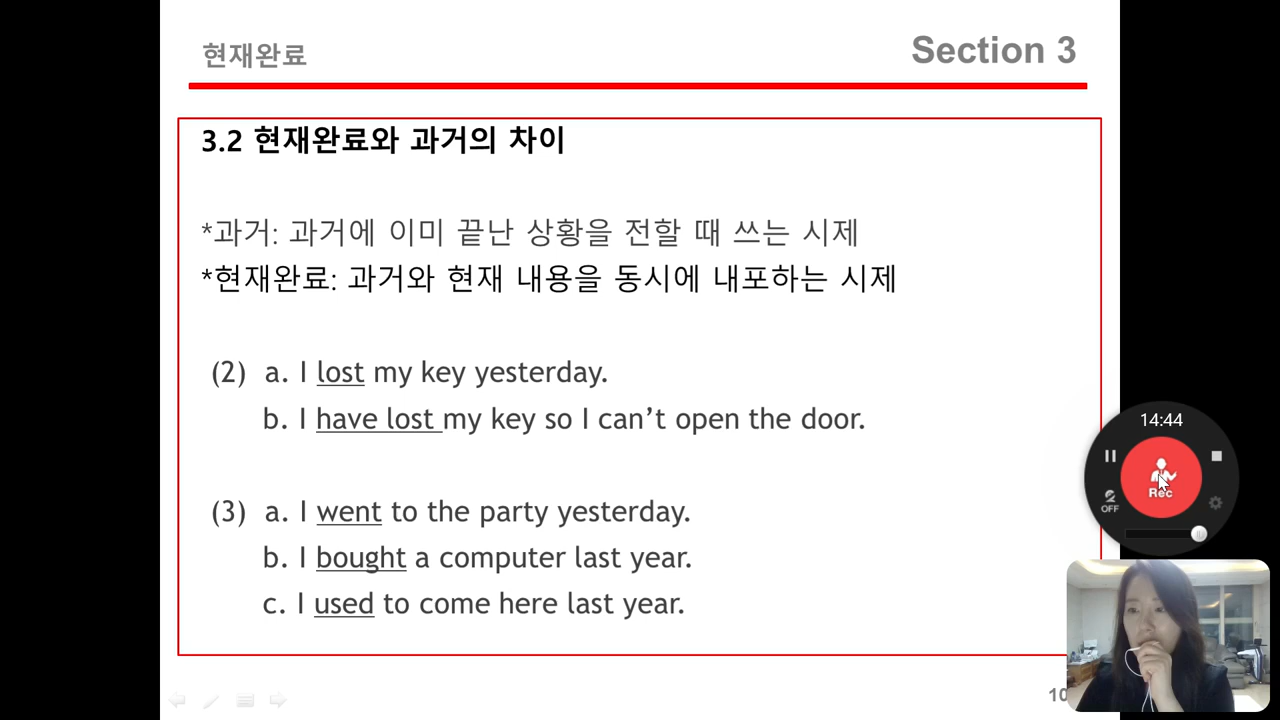 현재완료
Section 3
3.2 현재완료와 과거의 차이
*과거: 과거에 이미 끝난 상황을 전할 때 쓰는 시제
*현재완료: 과거와 현재 내용을 동시에 내포하는 시제
(2) a. I lost my key yesterday.
b. I have lost my key so I can’t open the door.
(3) a. I went to the party yesterday.
b. I bought a computer last year.
c. I used to come here last year.
14:44
Rec
OFF
10